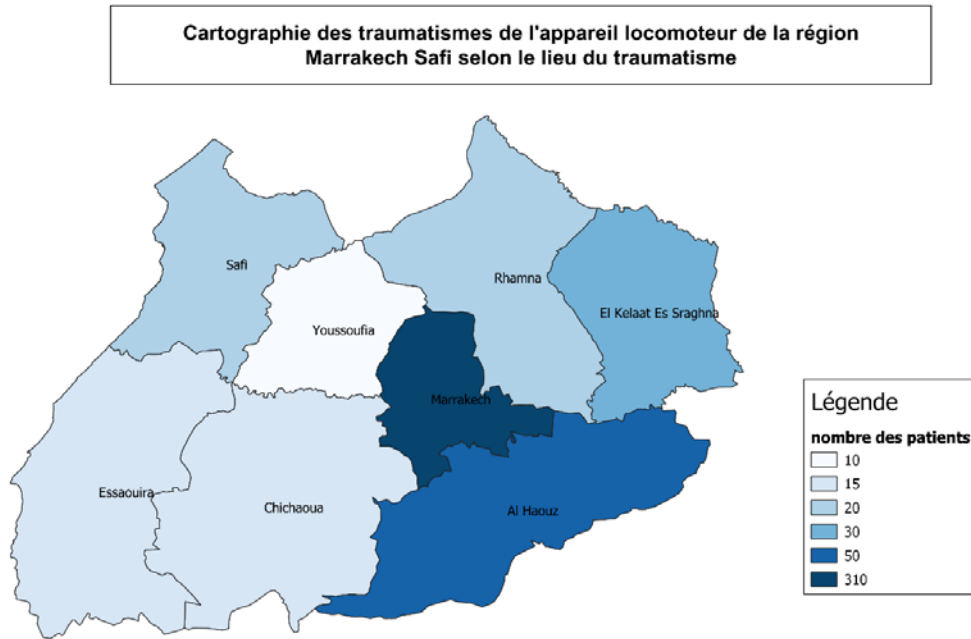 Cartographie des traumatismes de l'appareil locomoteur de la région
Marrakech Safi selon le lieu du traumatisme
Safi
Rhamna
Youssoufia
El Kelaat Es Sraghna
Marrakech
Essaouira
Chichaoua
Al Haouz
Légende
nombre des patients
10
15
20
30
50
310